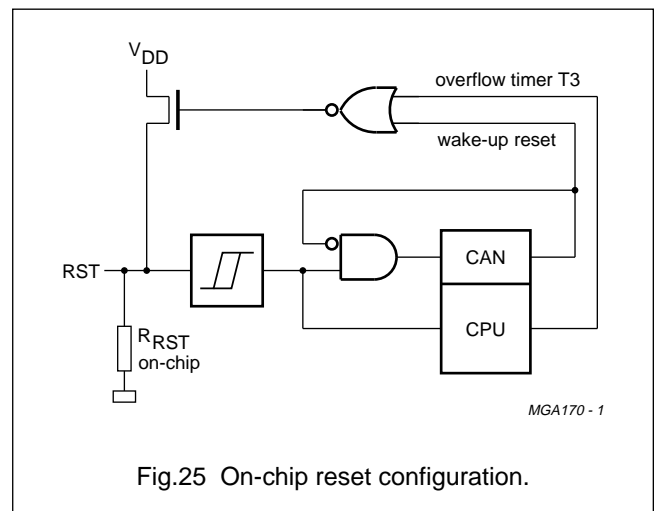 VDD
overflow timer T3
wake-up reset
RST
CAN
CPU
RRST
on-chip
MGA170 - 1
Fig.25 On-chip reset configuration.